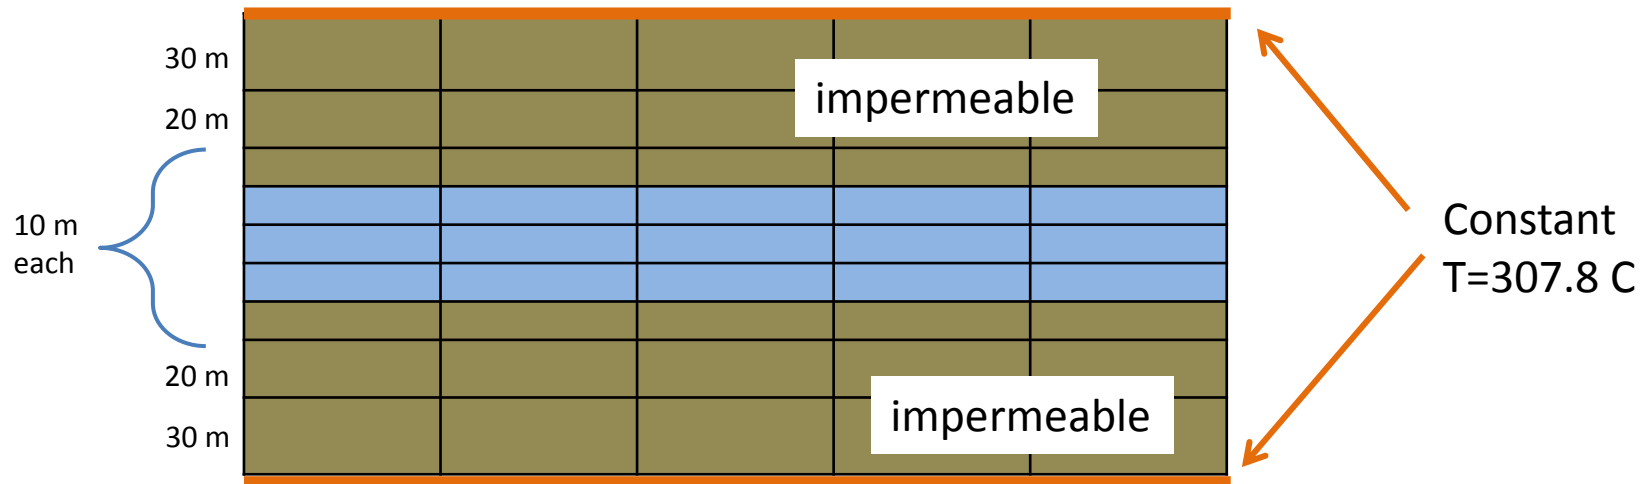 30 m
impermeable
20 m
10 m
each
Constant
T=307.8 C
20 m
impermeable
30 m